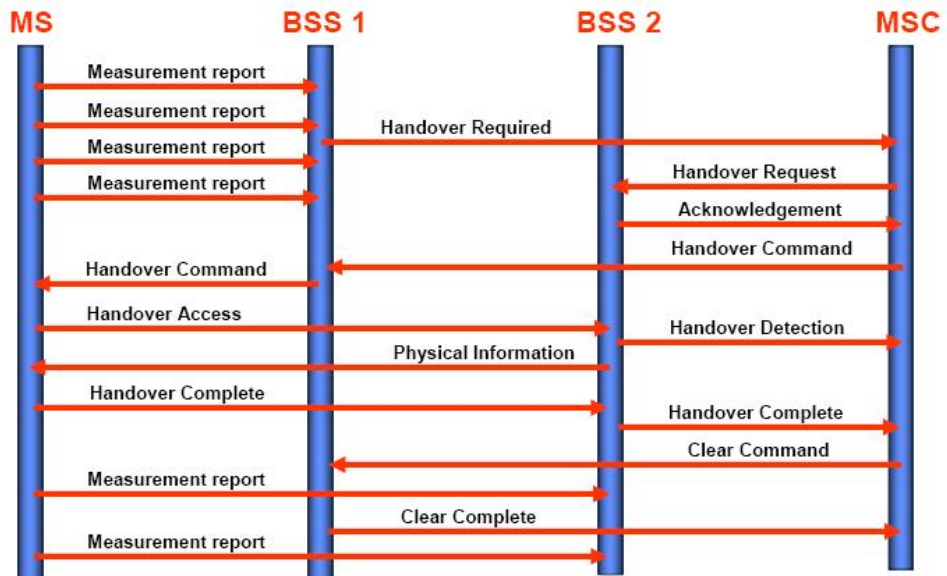 MS BSS 1 BSS 2 MSC
Measurement report
Measurement report
Handover Required
Measurement report
Handover Request
Measurement report
Acknowledgement
Handover Command
Handover Command
Handover Access
Handover Detection
Physical Information
Handover Complete
Handover Complete
Clear Command
Measurement report
Clear Complete
Measurement report